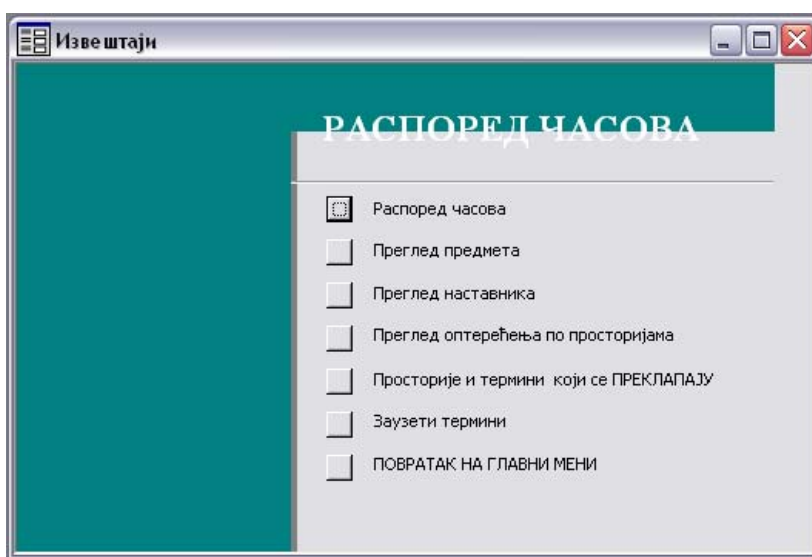 Извештаји
РАСПОРЕД ЧАСОВА
Распоред часова
Преглед предмета
Преглед наставника
Преглед оптерећења по просторијама
Просторије и термини који се ПРЕКЛАПАЈУ
Заузети термини
ПОВРАТАК НА ГЛАВНИ МЕНИ